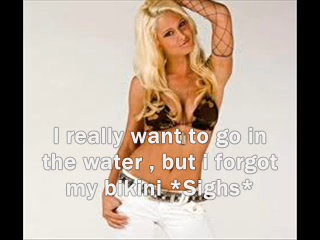 I really want to go in
the water , but i forgot
my bikini *Sighs*